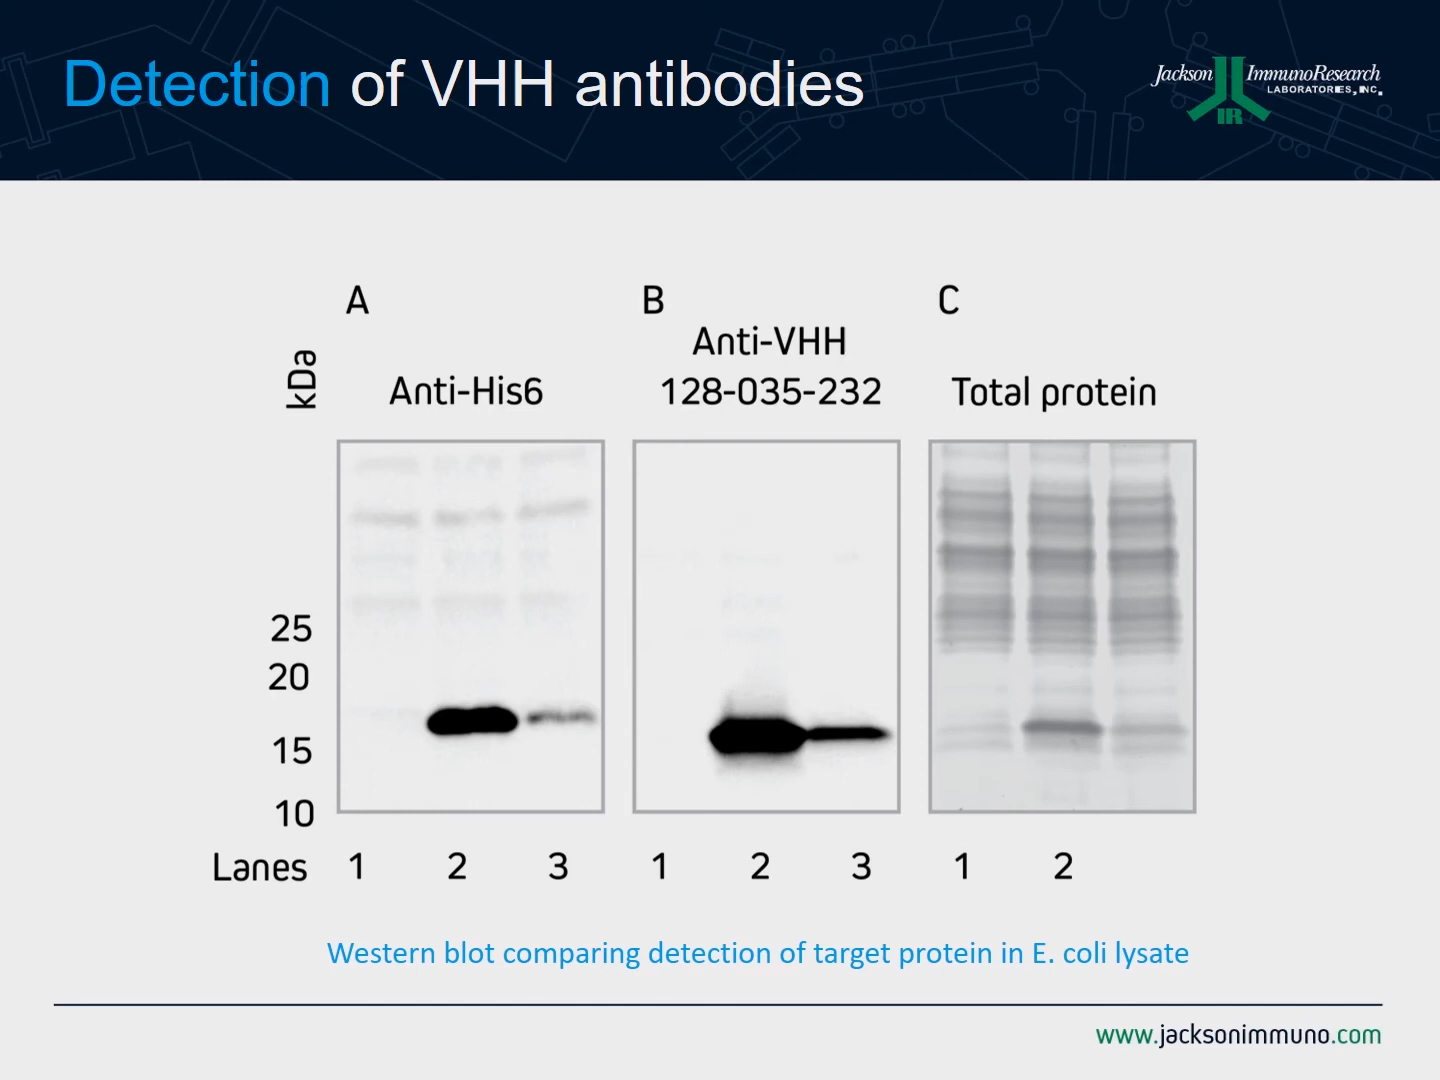 Detection of VHH antibodies
Jackson ImmunoResearch
LABORATORIES, INC.
IR
A
B
C
kDa
Anti-His6
Anti-VHH
128-035-232
Total protein
25
20
15
10
Lanes 1 2 3 1 2 3 1 2
Western blot comparing detection of target protein in E. coli lysate
www.jacksonimmuno.com